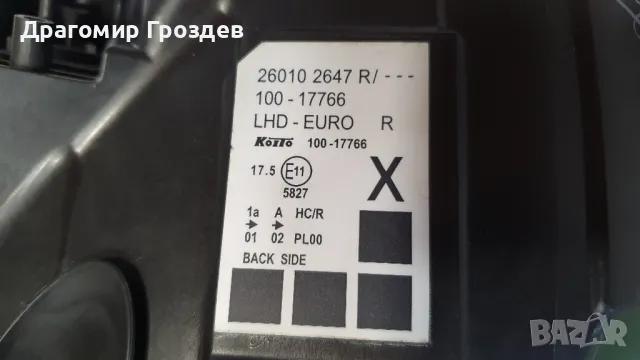 Драгомир Гроздев
26010 2647 R/ ---
100 - 17766
LHD - EURO R
Koito 100-17766
17.5 E11 X
5827
1a A HC/R
01 02 PL00
BACK SIDE
BAZAR